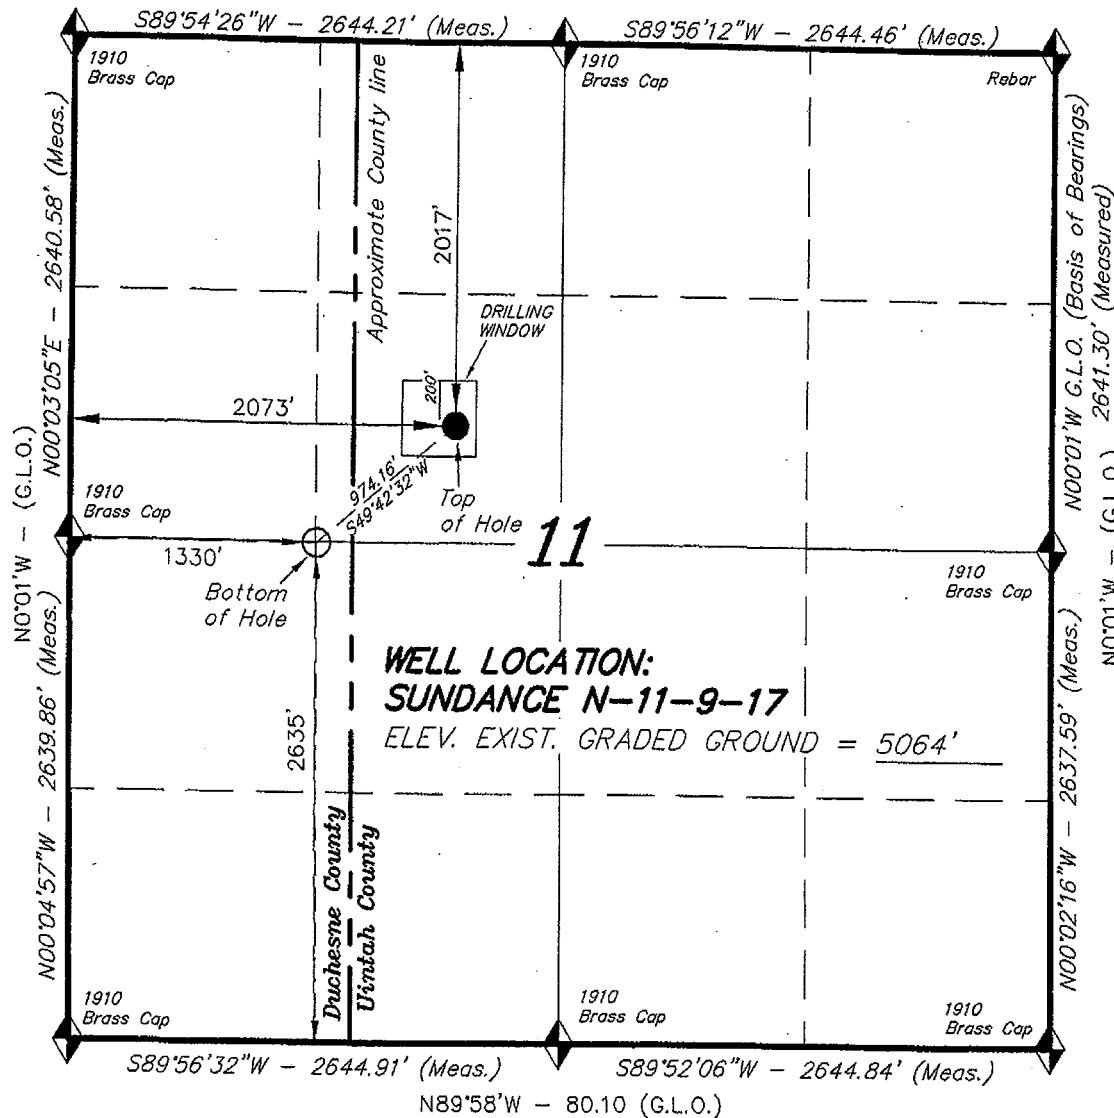 S89°54'26"W - 2644.21' (Meas.)
S89°56'12"W - 2644.46' (Meas.)
1910
Brass Cap
1910
Brass Cap
Rebar
Approximate County line
N00°03'05"E - 2640.58' (Meas.)
N00°01'W G.L.O. (Basis of Bearings)
2641.30' (Measured)
2017'
DRILLING
WINDOW
200'
2073'
974.16'
S49°42'32"W
Top
of Hole
1910
Brass Cap
N0°01'W - (G.L.O.)
11
1330'
Bottom
of Hole
1910
Brass Cap
N0°01'W - (G.L.O.)
WELL LOCATION:
SUNDANCE N-11-9-17
ELEV. EXIST. GRADED GROUND = 5064'
N00°04'57"W - 2639.86' (Meas.)
2635'
N00°02'16"W - 2637.59' (Meas.)
Duchesne County
Uintah County
1910
Brass Cap
1910
Brass Cap
1910
Brass Cap
S89°56'32"W - 2644.91' (Meas.)
S89°52'06"W - 2644.84' (Meas.)
N89°58'W - 80.10 (G.L.O.)